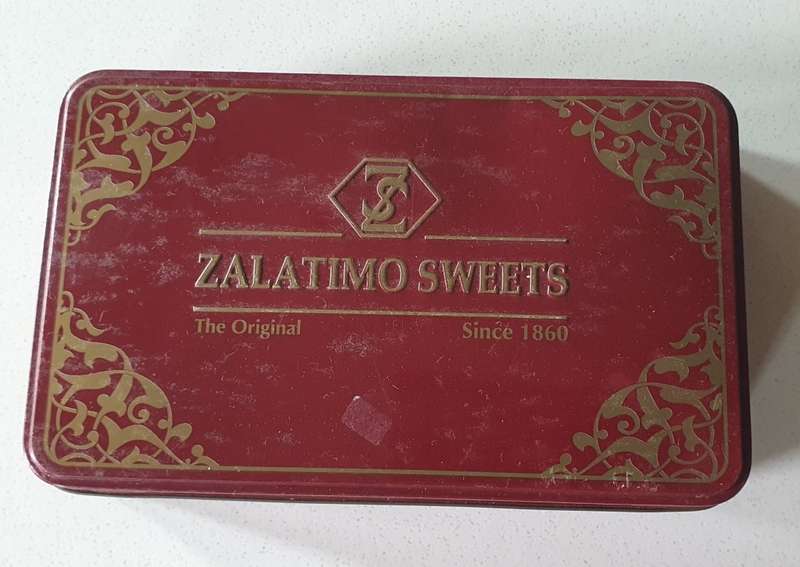 ZS
ZALATIMO SWEETS
The Original
Since 1860